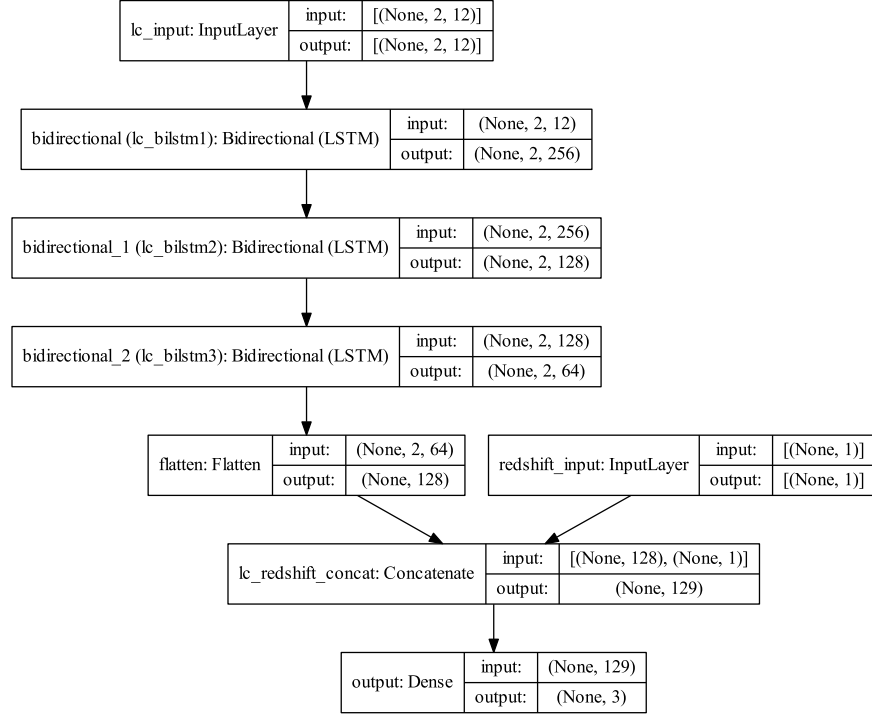 lc_input: InputLayer
input: [(None, 2, 12)]
output: [(None, 2, 12)]
bidirectional (lc_bilstm1): Bidirectional (LSTM)
input: (None, 2, 12)
output: (None, 2, 256)
bidirectional_1 (lc_bilstm2): Bidirectional (LSTM)
input: (None, 2, 256)
output: (None, 2, 128)
bidirectional_2 (lc_bilstm3): Bidirectional (LSTM)
input: (None, 2, 128)
output: (None, 2, 64)
flatten: Flatten
input: (None, 2, 64)
output: (None, 128)
redshift_input: InputLayer
input: [(None, 1)]
output: [(None, 1)]
lc_redshift_concat: Concatenate
input: [(None, 128), (None, 1)]
output: (None, 129)
output: Dense
input: (None, 129)
output: (None, 3)